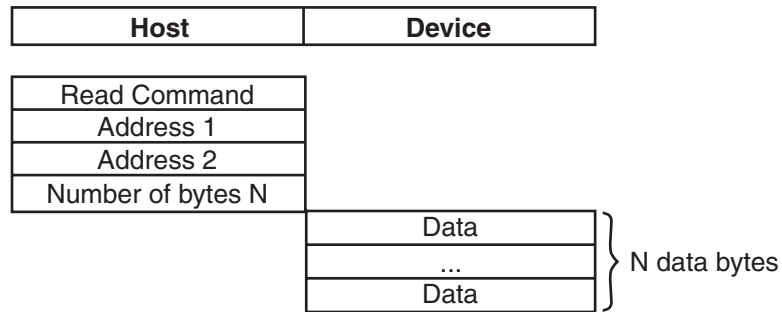 Host Device
Read Command
Address 1
Address 2
Number of bytes N
Data
...
Data
N data bytes